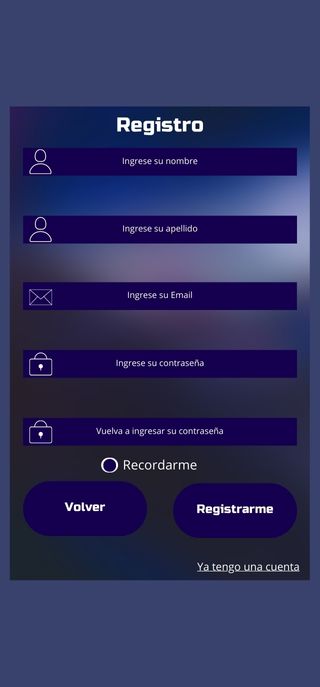 Registro
Ingrese su nombre
Ingrese su apellido
Ingrese su Email
Ingrese su contraseña
Vuelva a ingresar su contraseña
Recordarme
Volver
Registrarme
Ya tengo una cuenta